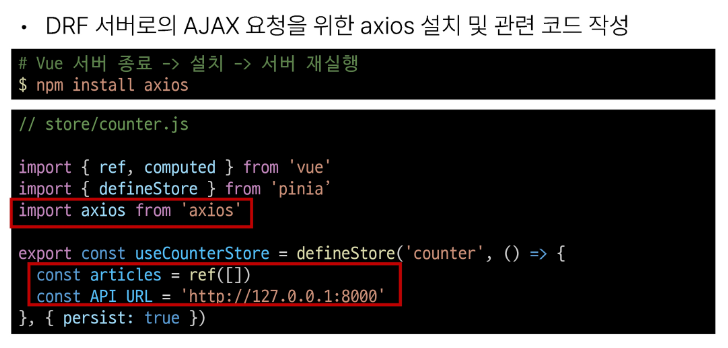 • DRF 서버로의 AJAX 요청을 위한 axios 설치 및 관련 코드 작성
# Vue 서버 종료 -> 설치 -> 서버 재실행
$ npm install axios
// store/counter.js
import { ref, computed } from 'vue'
import { defineStore } from 'pinia’
import axios from 'axios'
export const useCounterStore = defineStore('counter', () => {
const articles = ref([])
const API_URL = 'http://127.0.0.1:8000'
}, { persist: true })